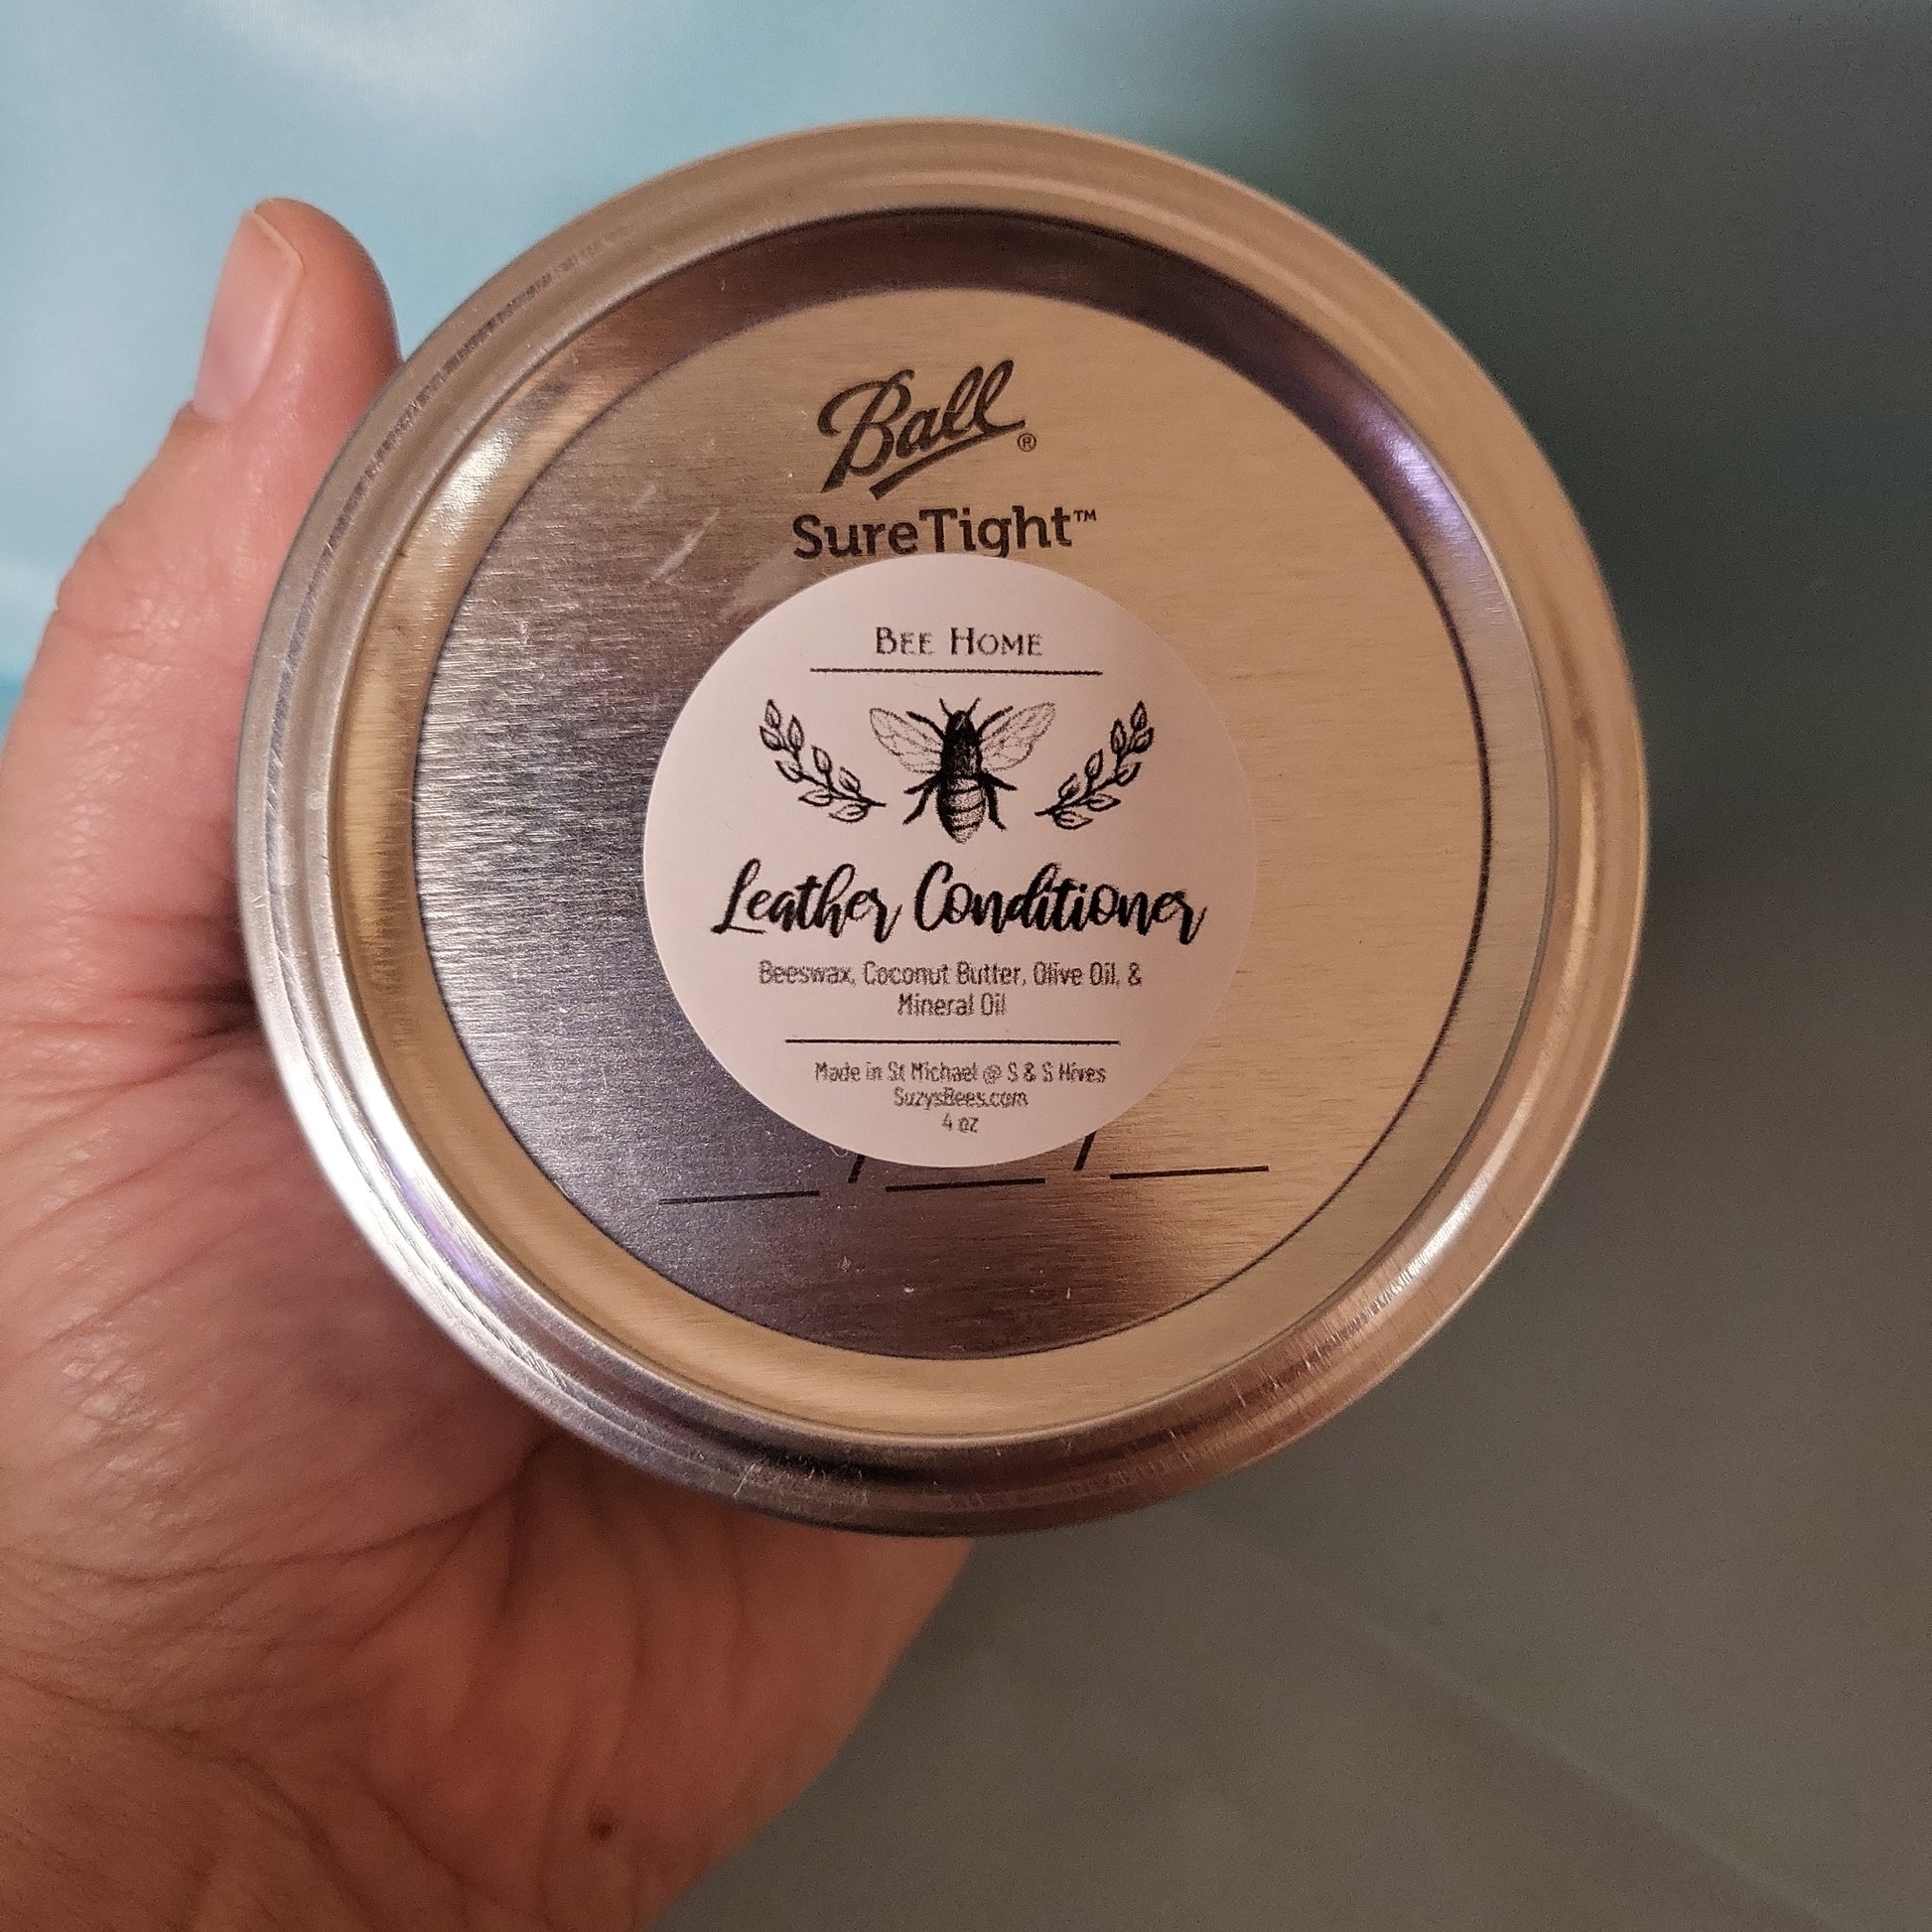 Ball®
SureTight™
BEE HOME
Leather Conditioner
Beeswax, Coconut Butter, Olive Oil, &
Mineral Oil
Made in St Michael @ S & S Hives
SuzysBees.com
4 oz